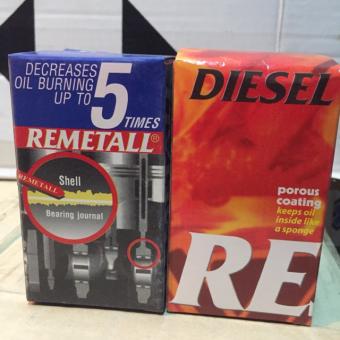 DECREASES
OIL BURNING
UP TO 5
TIMES
REMETALL®
REMETALL
Shell
Bearing journal
DIESEL
porous
coating
keeps oil
inside like
a sponge
RE